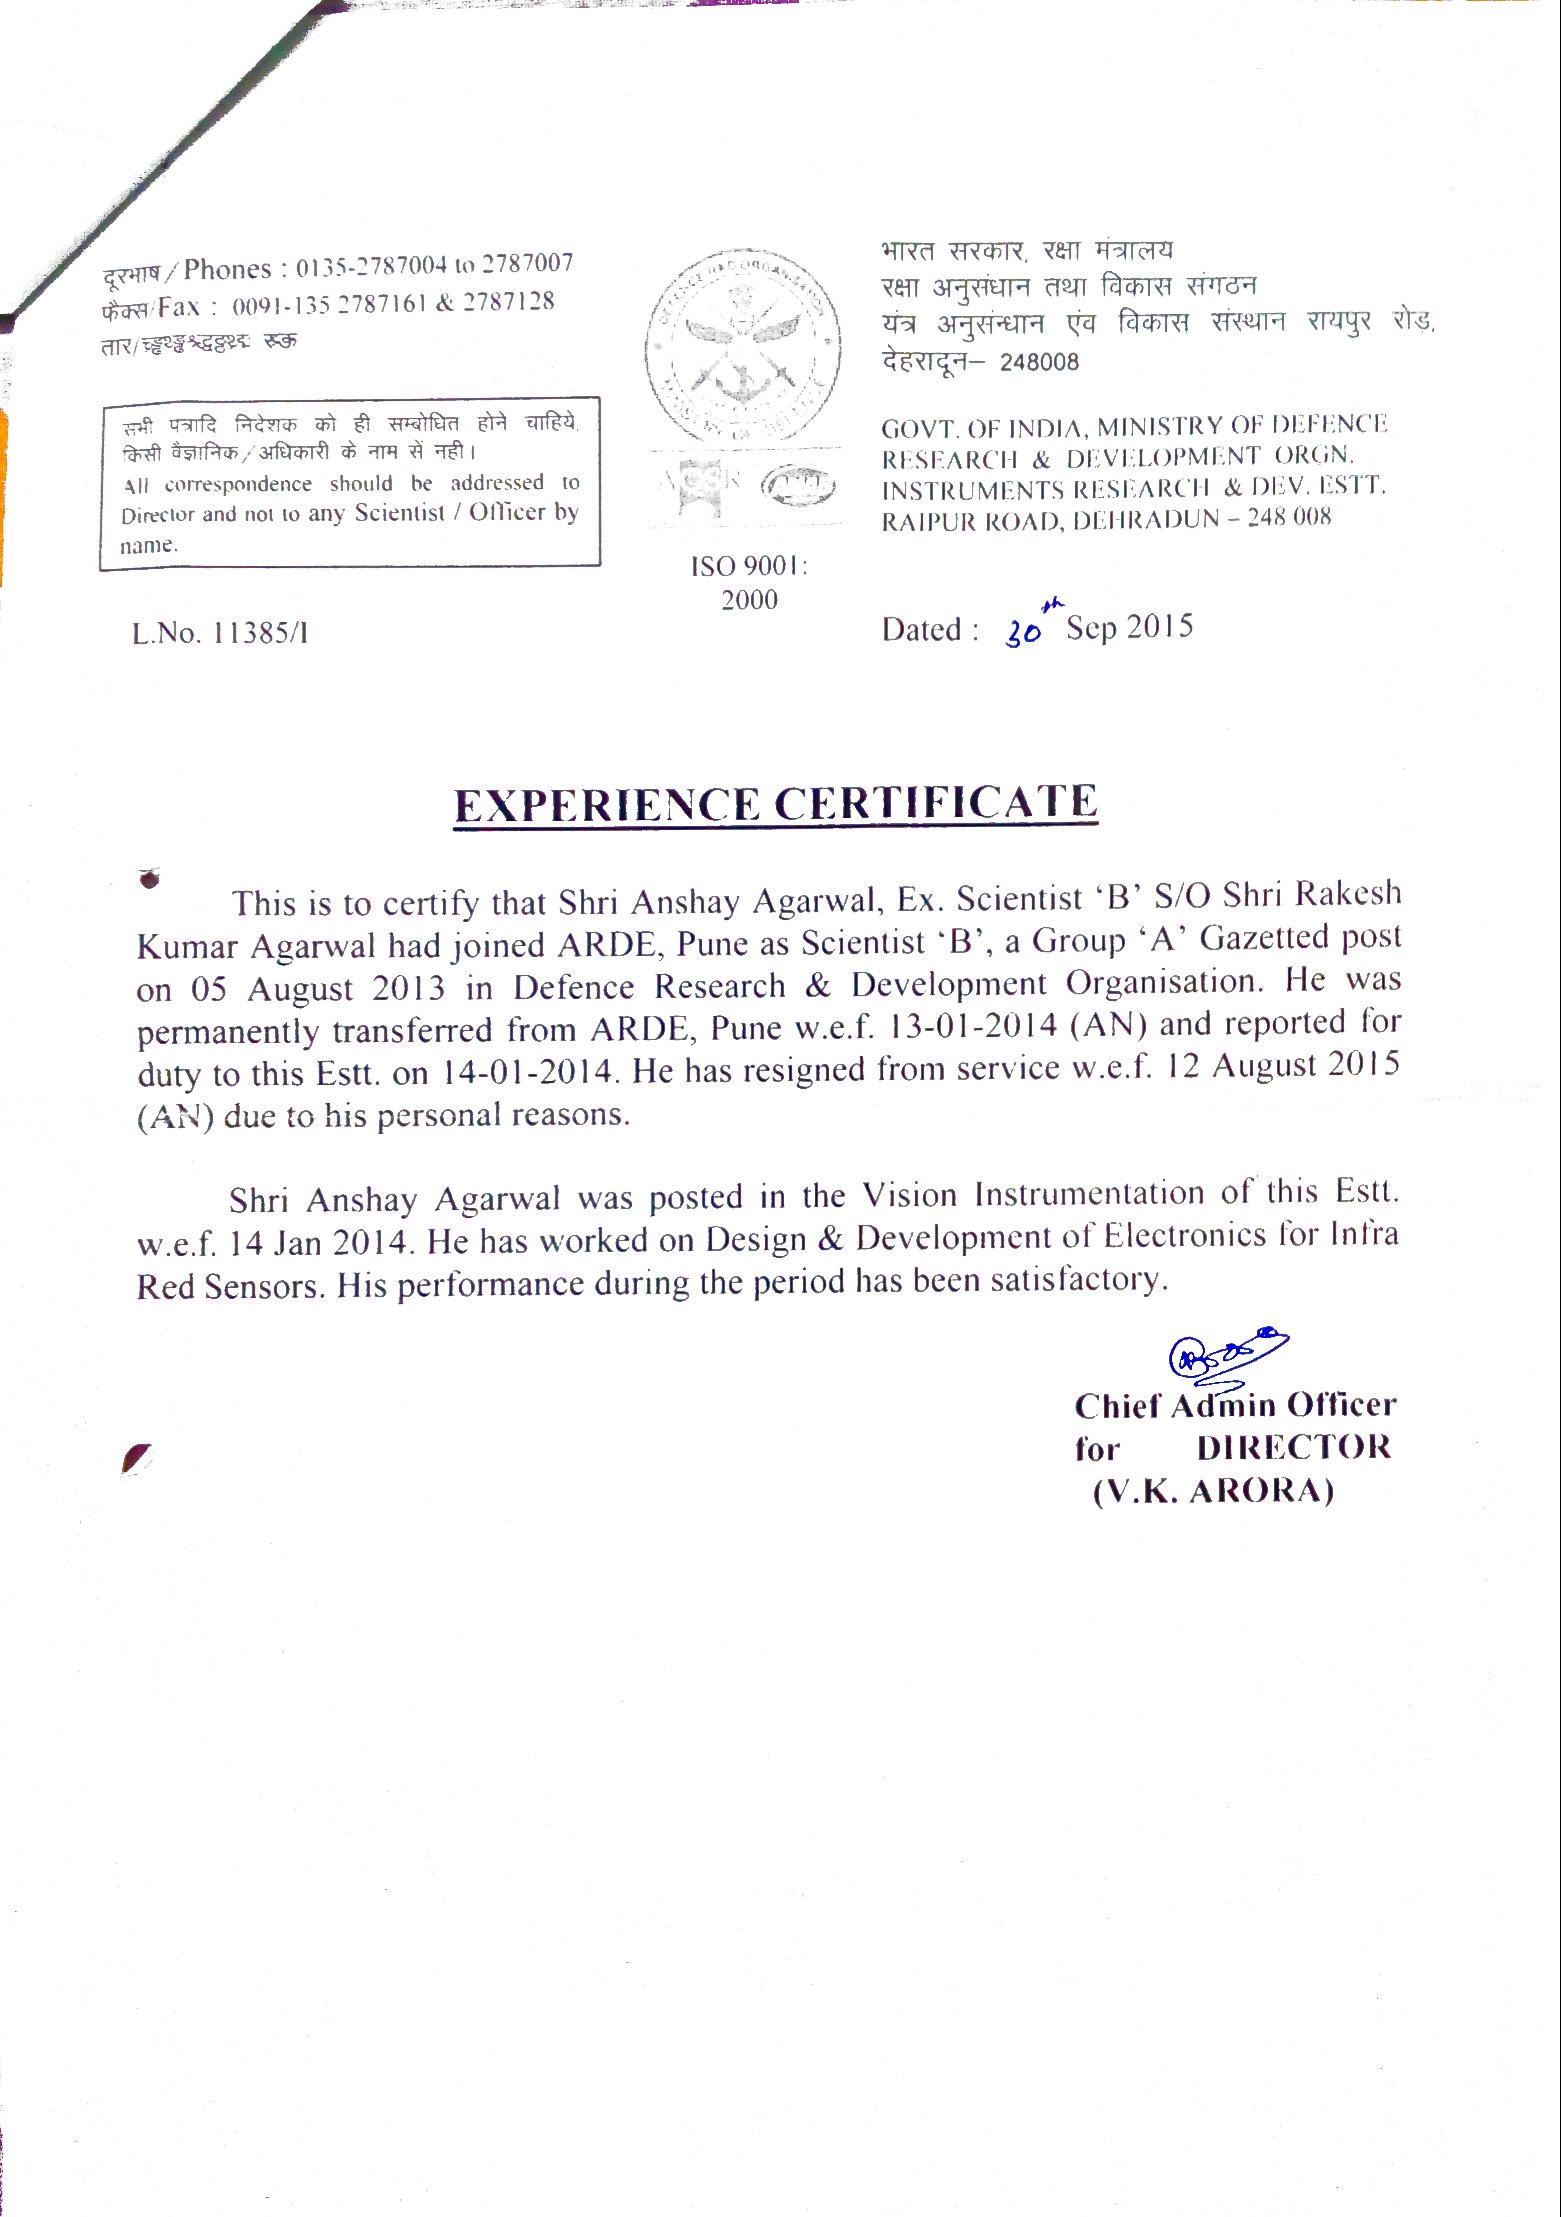 दूरभाष / Phones : 0135-2787004 to 2787007
फैक्स/Fax : 0091-135 2787161 & 2787128
तार/
सभी पत्रादि निदेशक को ही सम्बोधित होने चाहिये,
किसी वैज्ञानिक / अधिकारी के नाम सें नही।
All correspondence should be addressed to
Director and not to any Scientist / Officer by
name.
ISO 9001:
2000
भारत सरकार, रक्षा मंत्रालय
रक्षा अनुसंधान तथा विकास संगठन
यंत्र अनुसन्धान एंव विकास संस्थान रायपुर रोड,
देहरादून– 248008
GOVT. OF INDIA, MINISTRY OF DEFENCE
RESEARCH & DEVELOPMENT ORGN.
INSTRUMENTS RESEARCH & DEV. ESTT.
RAIPUR ROAD, DEHRADUN – 248 008
L.No. 11385/1
Dated : 30th Sep 2015
EXPERIENCE CERTIFICATE
This is to certify that Shri Anshay Agarwal, Ex. Scientist ‘B’ S/O Shri Rakesh
Kumar Agarwal had joined ARDE, Pune as Scientist ‘B’, a Group ‘A’ Gazetted post
on 05 August 2013 in Defence Research & Development Organisation. He was
permanently transferred from ARDE, Pune w.e.f. 13-01-2014 (AN) and reported for
duty to this Estt. on 14-01-2014. He has resigned from service w.e.f. 12 August 2015
(AN) due to his personal reasons.
Shri Anshay Agarwal was posted in the Vision Instrumentation of this Estt.
w.e.f. 14 Jan 2014. He has worked on Design & Development of Electronics for Infra
Red Sensors. His performance during the period has been satisfactory.
Chief Admin Officer
for DIRECTOR
(V.K. ARORA)